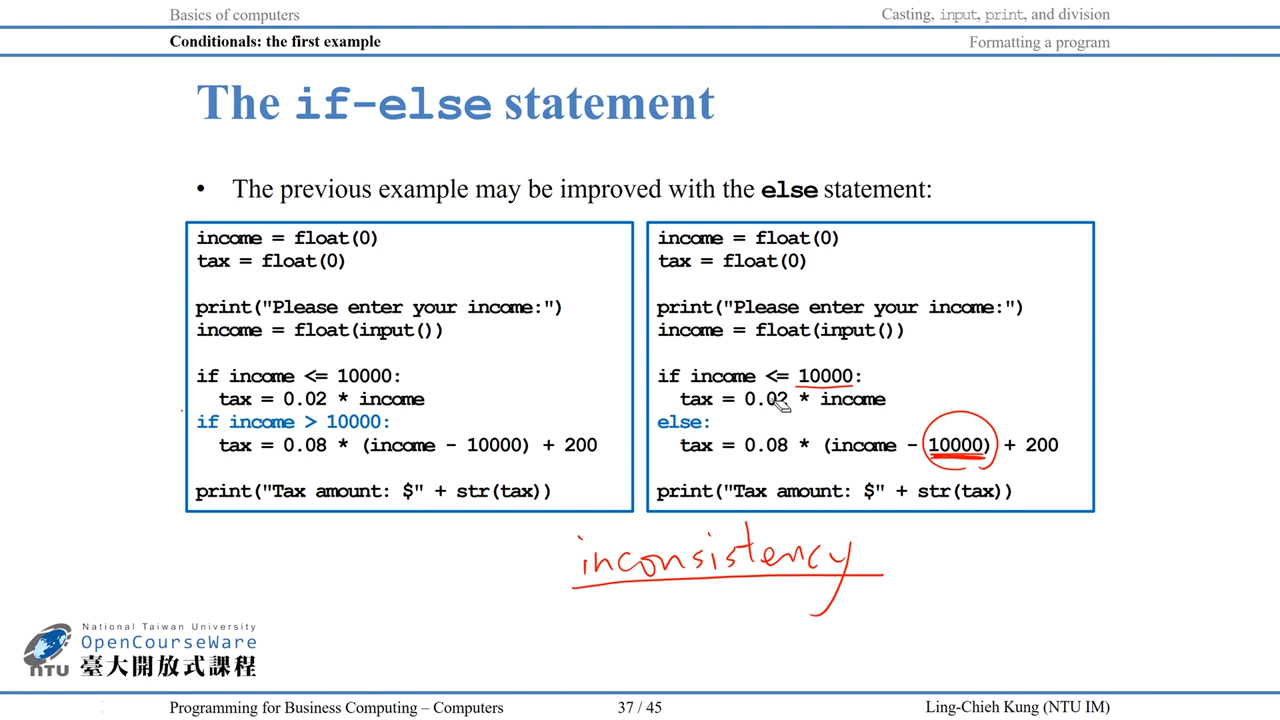 Basics of computers
Casting, input, print, and division
Conditionals: the first example
Formatting a program
The if-else statement
• The previous example may be improved with the else statement:
income = float(0)
tax = float(0)
print("Please enter your income:")
income = float(input())
if income <= 10000:
tax = 0.02 * income
if income > 10000:
tax = 0.08 * (income - 10000) + 200
print("Tax amount: $" + str(tax))
income = float(0)
tax = float(0)
print("Please enter your income:")
income = float(input())
if income <= 10000:
tax = 0.02 * income
else:
tax = 0.08 * (income - 10000) + 200
print("Tax amount: $" + str(tax))
inconsistency
National Taiwan University
OpenCourseWare
NTU 臺大開放式課程
Programming for Business Computing – Computers
37 / 45
Ling-Chieh Kung (NTU IM)